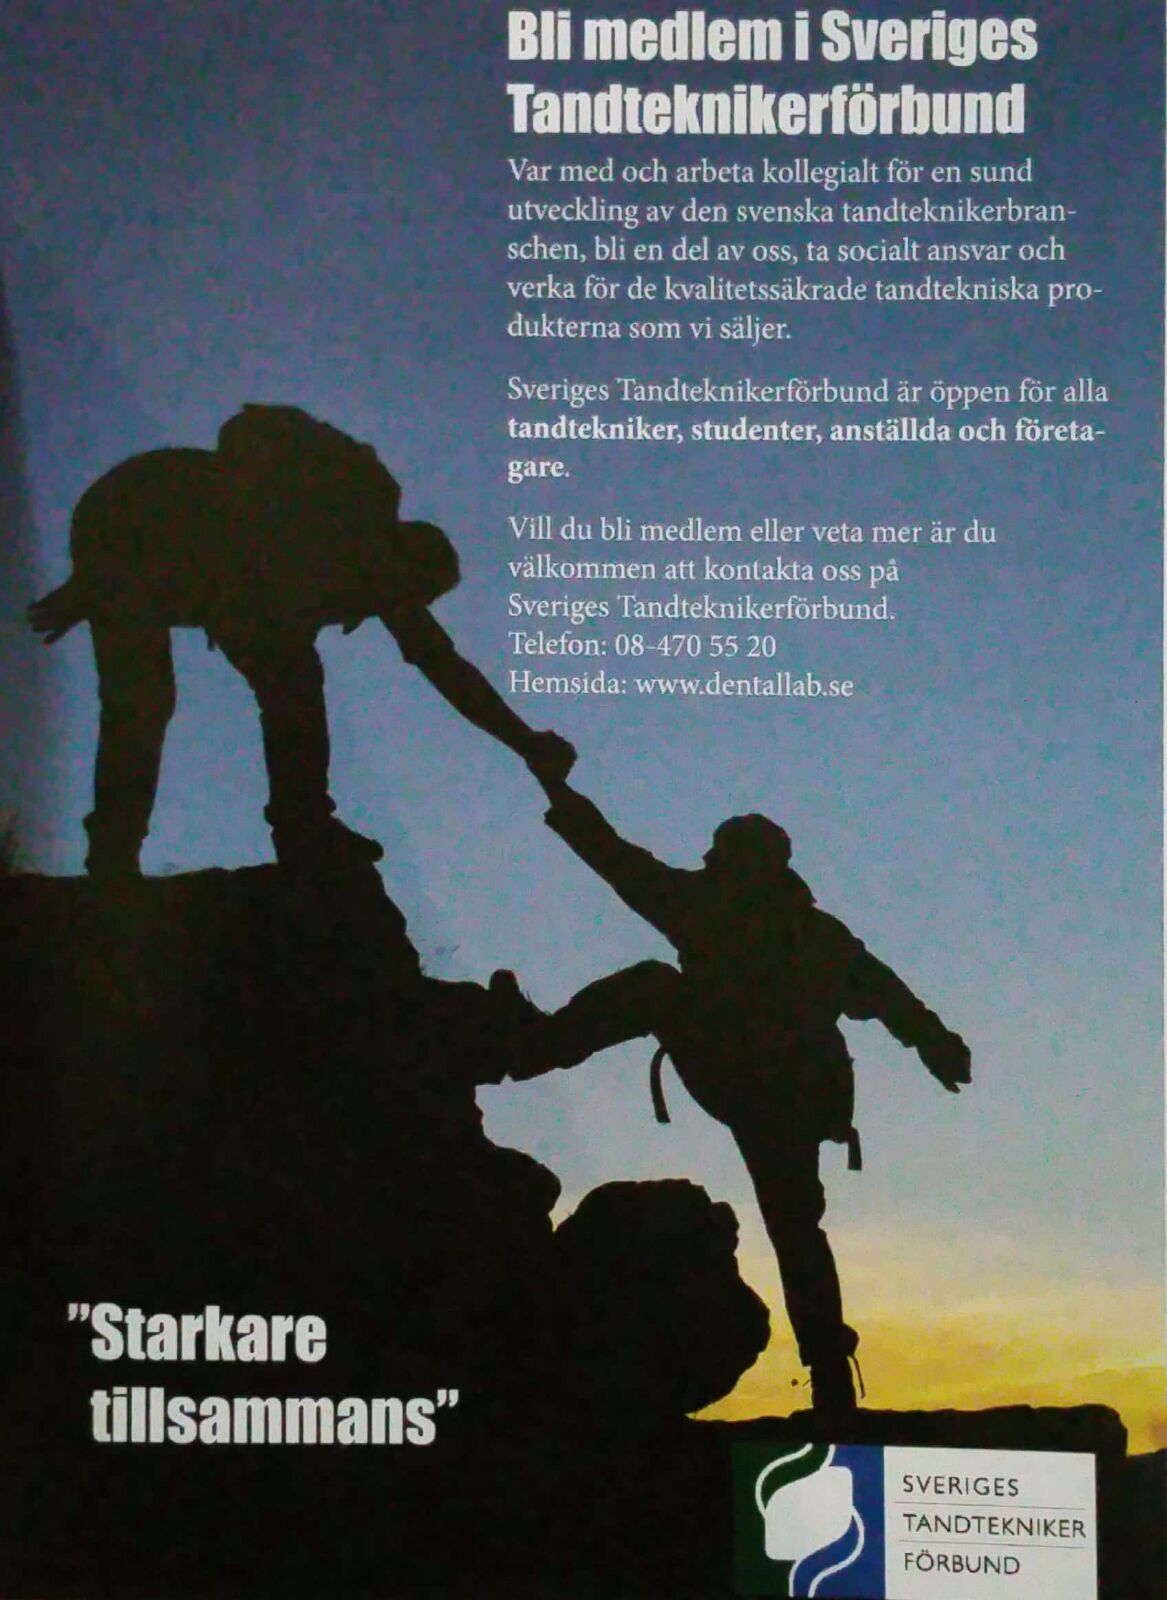 Bli medlem i Sveriges
Tandteknikerförbund
Var med och arbeta kollegialt för en sund
utveckling av den svenska tandteknikerbran-
schen, bli en del av oss, ta socialt ansvar och
verka för de kvalitetssäkrade tandtekniska pro-
dukterna som vi säljer.
Sveriges Tandteknikerförbund är öppen för alla
tandtekniker, studenter, anställda och företa-
gare.
Vill du bli medlem eller veta mer är du
välkommen att kontakta oss på
Sveriges Tandteknikerförbund.
Telefon: 08-470 55 20
Hemsida: www.dentallab.se
”Starkare
tillsammans”
SVERIGES
TANDTEKNIKER
FÖRBUND